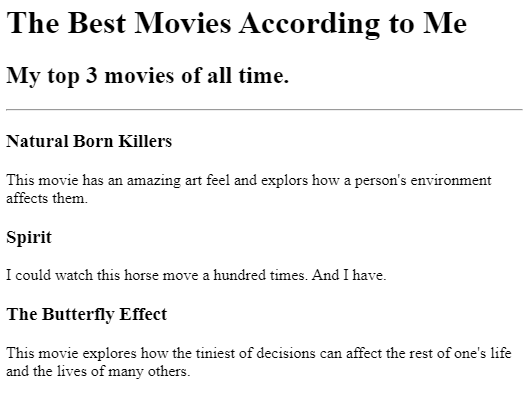 The Best Movies According to Me
My top 3 movies of all time.
Natural Born Killers
This movie has an amazing art feel and explors how a person's environment
affects them.
Spirit
I could watch this horse move a hundred times. And I have.
The Butterfly Effect
This movie explores how the tiniest of decisions can affect the rest of one's life
and the lives of many others.